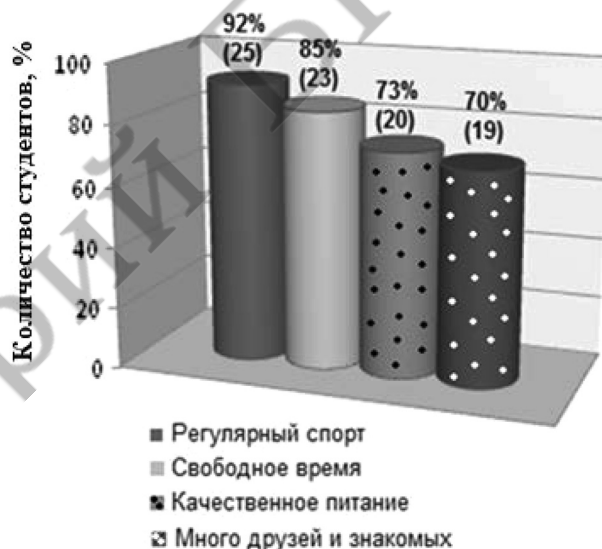 Количество студентов, %
100
80
60
40
20
0
92%
(25)
85%
(23)
73%
(20)
70%
(19)
Регулярный спорт
Свободное время
Качественное питание
Много друзей и знакомых